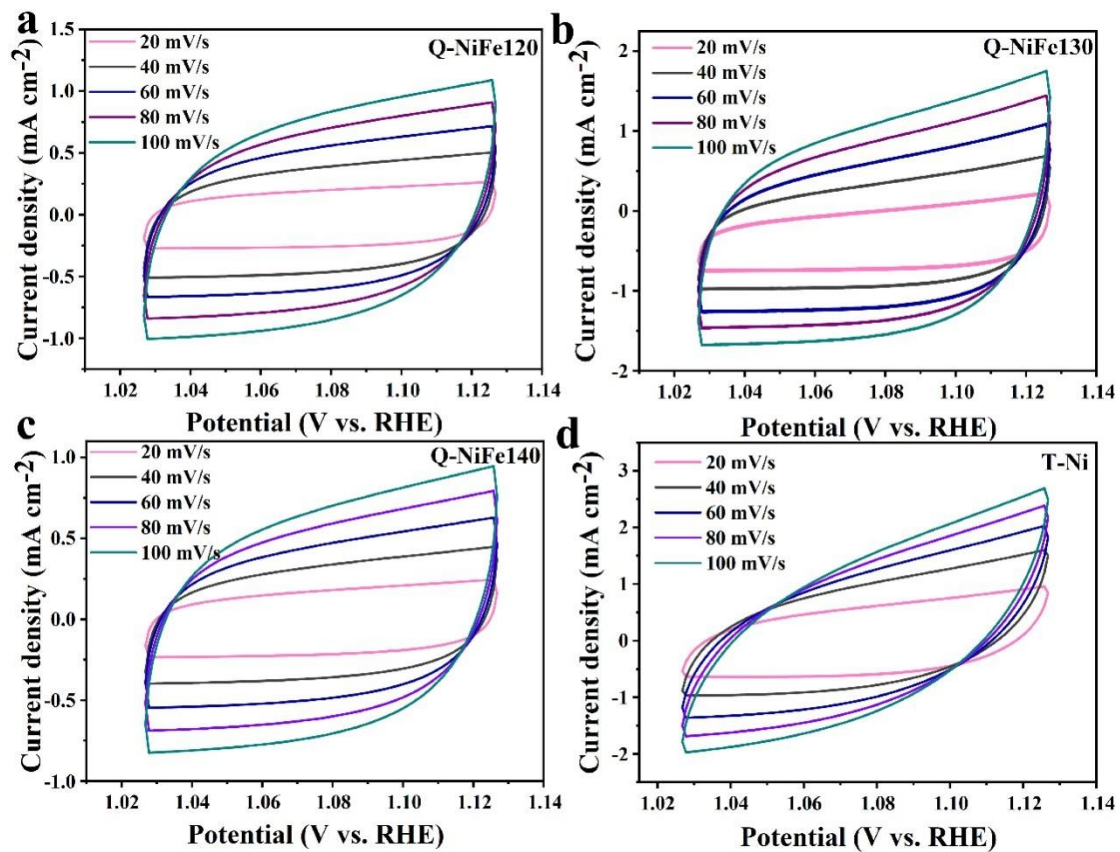 a
Q-NiFe120
20 mV/s
40 mV/s
60 mV/s
80 mV/s
100 mV/s
Current density (mA cm-2)
1.5
1.0
0.5
0.0
-0.5
-1.0
1.02 1.04 1.06 1.08 1.10 1.12 1.14
Potential (V vs. RHE)
b
Q-NiFe130
20 mV/s
40 mV/s
60 mV/s
80 mV/s
100 mV/s
Current density (mA cm-2)
2
1
0
-1
-2
1.02 1.04 1.06 1.08 1.10 1.12 1.14
Potential (V vs. RHE)
c
Q-NiFe140
20 mV/s
40 mV/s
60 mV/s
80 mV/s
100 mV/s
Current density (mA cm-2)
1.0
0.5
0.0
-0.5
-1.0
1.02 1.04 1.06 1.08 1.10 1.12 1.14
Potential (V vs. RHE)
d
T-Ni
20 mV/s
40 mV/s
60 mV/s
80 mV/s
100 mV/s
Current density (mA cm-2)
3
2
1
0
-1
-2
1.02 1.04 1.06 1.08 1.10 1.12 1.14
Potential (V vs. RHE)